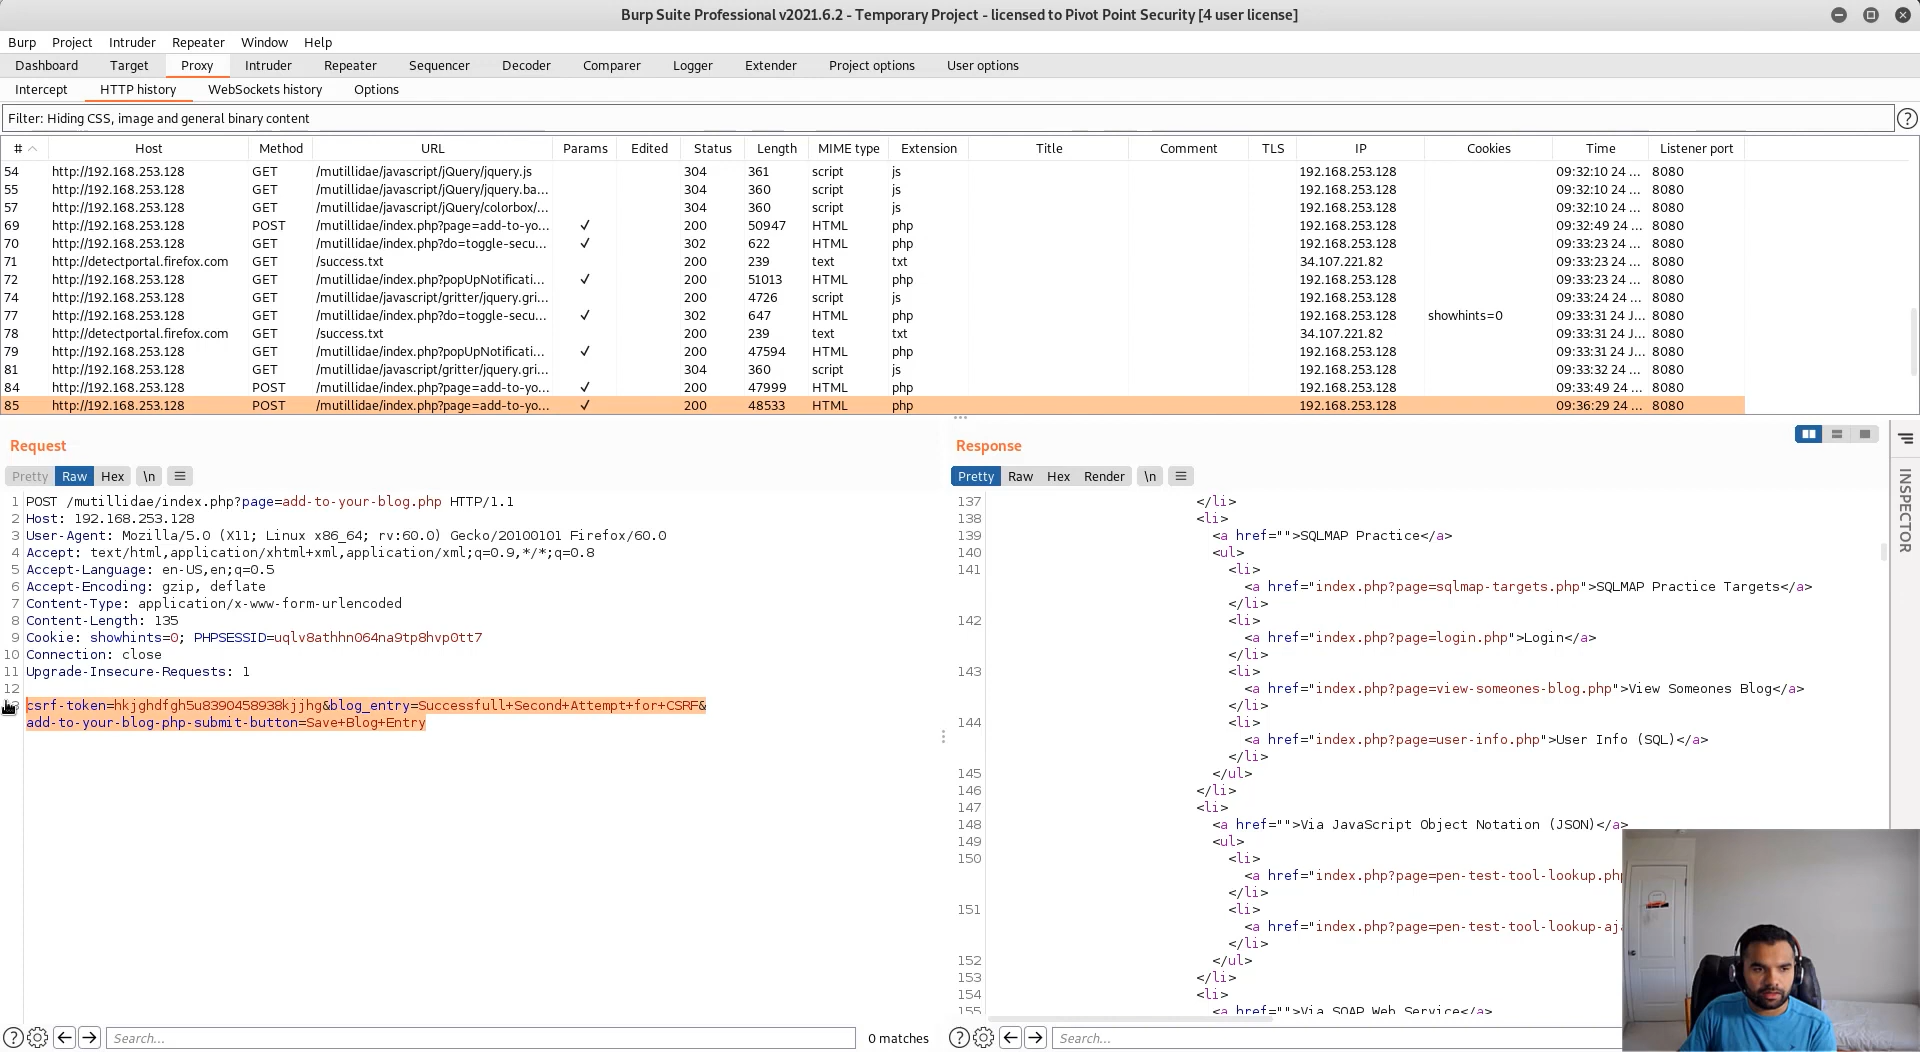 Burp Suite Professional v2021.6.2 - Temporary Project - licensed to Pivot Point Security [4 user license]
Burp Project Intruder Repeater Window Help
Dashboard Target Proxy Intruder Repeater Sequencer Decoder Comparer Logger Extender Project options User options
Intercept HTTP history WebSockets history Options
Filter: Hiding CSS, image and general binary content
# Host Method URL Params Edited Status Length MIME type Extension Title Comment TLS IP Cookies Time Listener port
54 http://192.168.253.128 GET /mutillidae/javascript/jQuery/jquery.js 304 361 script js 192.168.253.128 09:32:10 24 ... 8080
55 http://192.168.253.128 GET /mutillidae/javascript/jQuery/jquery.ba... 304 360 script js 192.168.253.128 09:32:10 24 ... 8080
57 http://192.168.253.128 GET /mutillidae/javascript/jQuery/colorbox/... 304 360 script js 192.168.253.128 09:32:10 24 ... 8080
69 http://192.168.253.128 POST /mutillidae/index.php?page=add-to-yo... ✓ 200 50947 HTML php 192.168.253.128 09:32:49 24 ... 8080
70 http://192.168.253.128 GET /mutillidae/index.php?do=toggle-secu... ✓ 302 622 HTML php 192.168.253.128 09:33:23 24 ... 8080
71 http://detectportal.firefox.com GET /success.txt 200 239 text txt 34.107.221.82 09:33:23 24 ... 8080
72 http://192.168.253.128 GET /mutillidae/index.php?popUpNotificati... ✓ 200 51013 HTML php 192.168.253.128 09:33:23 24 ... 8080
74 http://192.168.253.128 GET /mutillidae/javascript/gritter/jquery.gri... 200 4726 script js 192.168.253.128 09:33:24 24 ... 8080
77 http://192.168.253.128 GET /mutillidae/index.php?do=toggle-secu... ✓ 302 647 HTML php 192.168.253.128 showhints=0 09:33:31 24 J... 8080
78 http://detectportal.firefox.com GET /success.txt 200 239 text txt 34.107.221.82 09:33:31 24 J... 8080
79 http://192.168.253.128 GET /mutillidae/index.php?popUpNotificati... ✓ 200 47594 HTML php 192.168.253.128 09:33:31 24 J... 8080
81 http://192.168.253.128 GET /mutillidae/javascript/gritter/jquery.gri... 304 360 script js 192.168.253.128 09:33:32 24 ... 8080
84 http://192.168.253.128 POST /mutillidae/index.php?page=add-to-yo... ✓ 200 47999 HTML php 192.168.253.128 09:33:49 24 ... 8080
85 http://192.168.253.128 POST /mutillidae/index.php?page=add-to-yo... ✓ 200 48533 HTML php 192.168.253.128 09:36:29 24 ... 8080
Request
Pretty Raw Hex \n
1 POST /mutillidae/index.php?page=add-to-your-blog.php HTTP/1.1
2 Host: 192.168.253.128
3 User-Agent: Mozilla/5.0 (X11; Linux x86_64; rv:60.0) Gecko/20100101 Firefox/60.0
4 Accept: text/html,application/xhtml+xml,application/xml;q=0.9,*/*;q=0.8
5 Accept-Language: en-US,en;q=0.5
6 Accept-Encoding: gzip, deflate
7 Content-Type: application/x-www-form-urlencoded
8 Content-Length: 135
9 Cookie: showhints=0; PHPSESSID=uqlv8athhn064na9tp8hvp0tt7
10 Connection: close
11 Upgrade-Insecure-Requests: 1
12
csrf-token=hkjghdfgh5u8390458938kjjhg&blog_entry=Successfull+Second+Attempt+for+CSRF&
add-to-your-blog-php-submit-button=Save+Blog+Entry
Search... 0 matches
Response
Pretty Raw Hex Render \n
INSPECTOR
137 </li>
138 <li>
139 <a href="">SQLMAP Practice</a>
140 <ul>
141 <li>
<a href="index.php?page=sqlmap-targets.php">SQLMAP Practice Targets</a>
</li>
142 <li>
<a href="index.php?page=login.php">Login</a>
</li>
143 <li>
<a href="index.php?page=view-someones-blog.php">View Someones Blog</a>
</li>
144 <li>
<a href="index.php?page=user-info.php">User Info (SQL)</a>
</li>
145 </ul>
146 </li>
147 <li>
148 <a href="">Via JavaScript Object Notation (JSON)</a>
149 <ul>
150 <li>
<a href="index.php?page=pen-test-tool-lookup.php
</li>
151 <li>
<a href="index.php?page=pen-test-tool-lookup-aj
</li>
152 </ul>
153 </li>
154 <li>
155 <a href="">Via SOAP Web Service</a>
Search...